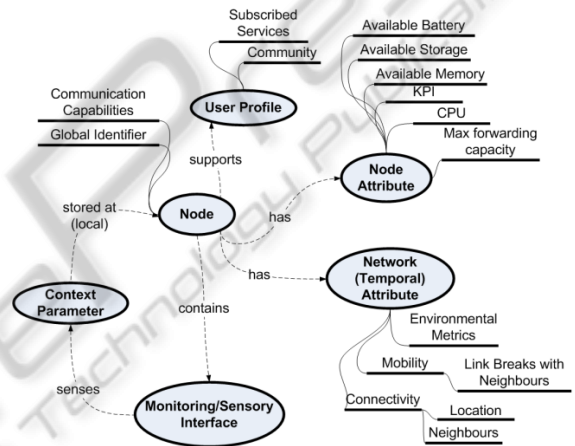 Subscribed
Services
Community
User Profile
Available Battery
Available Storage
Available Memory
KPI
CPU
Max forwarding
capacity
Node
Attribute
Communication
Capabilities
Global Identifier
supports
stored at
(local)
Node
has
has
Network
(Temporal)
Attribute
Context
Parameter
contains
Environmental
Metrics
Mobility
Link Breaks with
Neighbours
Connectivity
Location
Neighbours
senses
Monitoring/Sensory
Interface